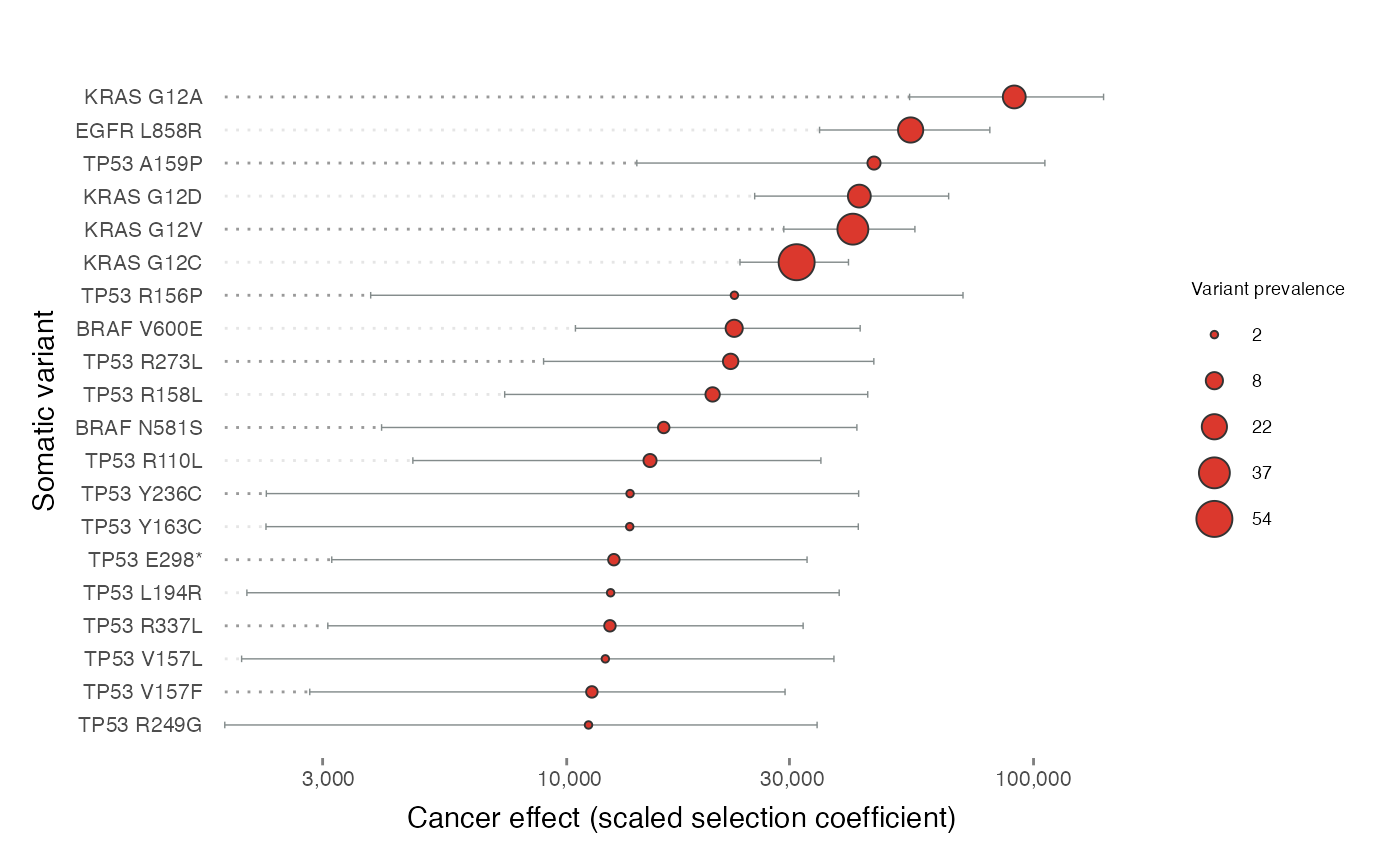 KRAS G12A
EGFR L858R
TP53 A159P
KRAS G12D
KRAS G12V
KRAS G12C
TP53 R156P
BRAF V600E
TP53 R273L
TP53 R158L
BRAF N581S
TP53 R110L
TP53 Y236C
TP53 Y163C
TP53 E298*
TP53 L194R
TP53 R337L
TP53 V157L
TP53 V157F
TP53 R249G
Somatic variant
3,000
10,000
30,000
100,000
Cancer effect (scaled selection coefficient)
Variant prevalence
2
8
22
37
54